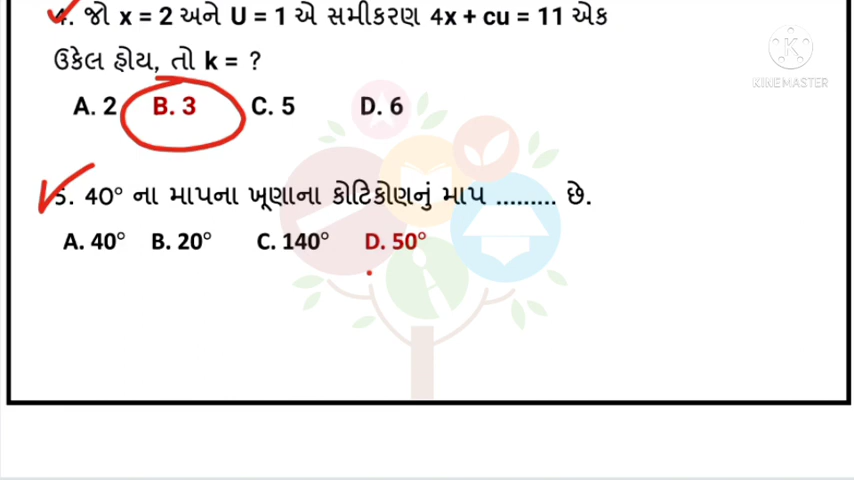 4. જો x = 2 અને U = 1 એ સમીકરણ 4x + cu = 11 એક
ઉકેલ હોય, તો k = ?
A. 2 B. 3 C. 5 D. 6
5. 40° ના માપના ખૂણાના કોટિકોણનું માપ ......... છે.
A. 40° B. 20° C. 140° D. 50°
KINEMASTER